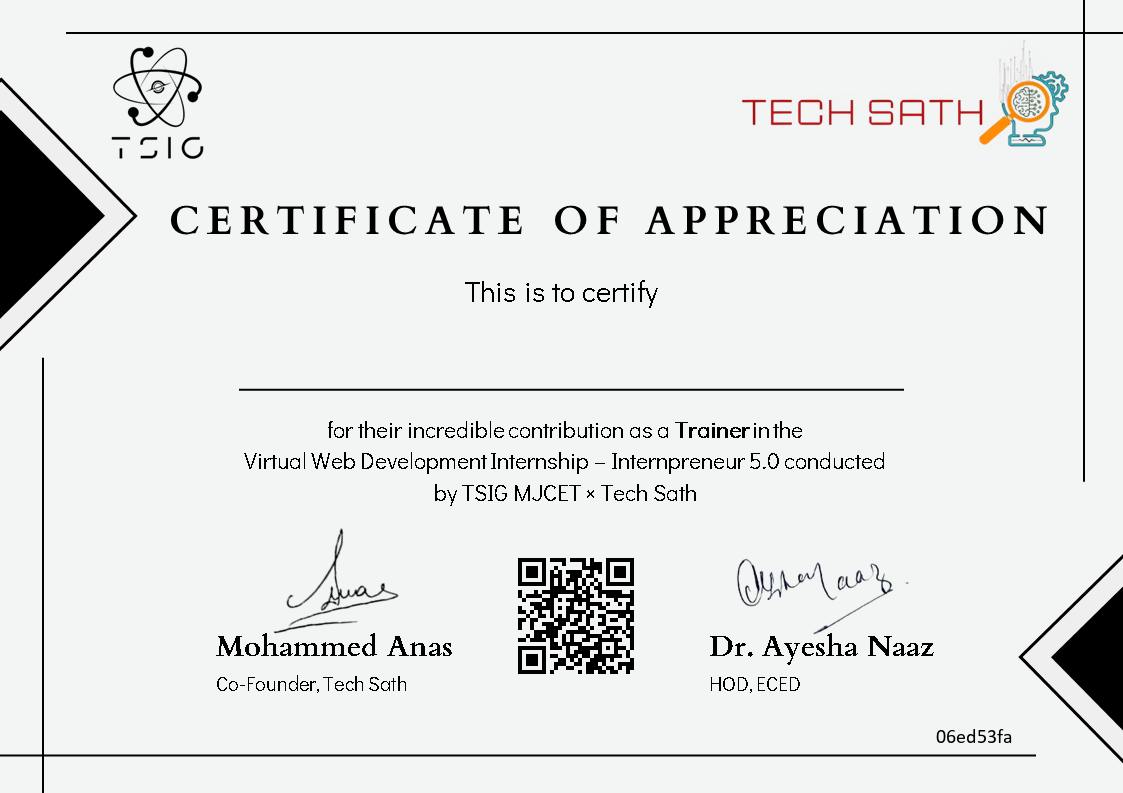 TSIG
TECH SATH
CERTIFICATE OF APPRECIATION
This is to certify
for their incredible contribution as a Trainer in the
Virtual Web Development Internship – Internpreneur 5.0 conducted
by TSIG MJCET × Tech Sath
Anas
Ayesha Naaz
Mohammed Anas
Dr. Ayesha Naaz
Co-Founder, Tech Sath
HOD, ECED
06ed53fa